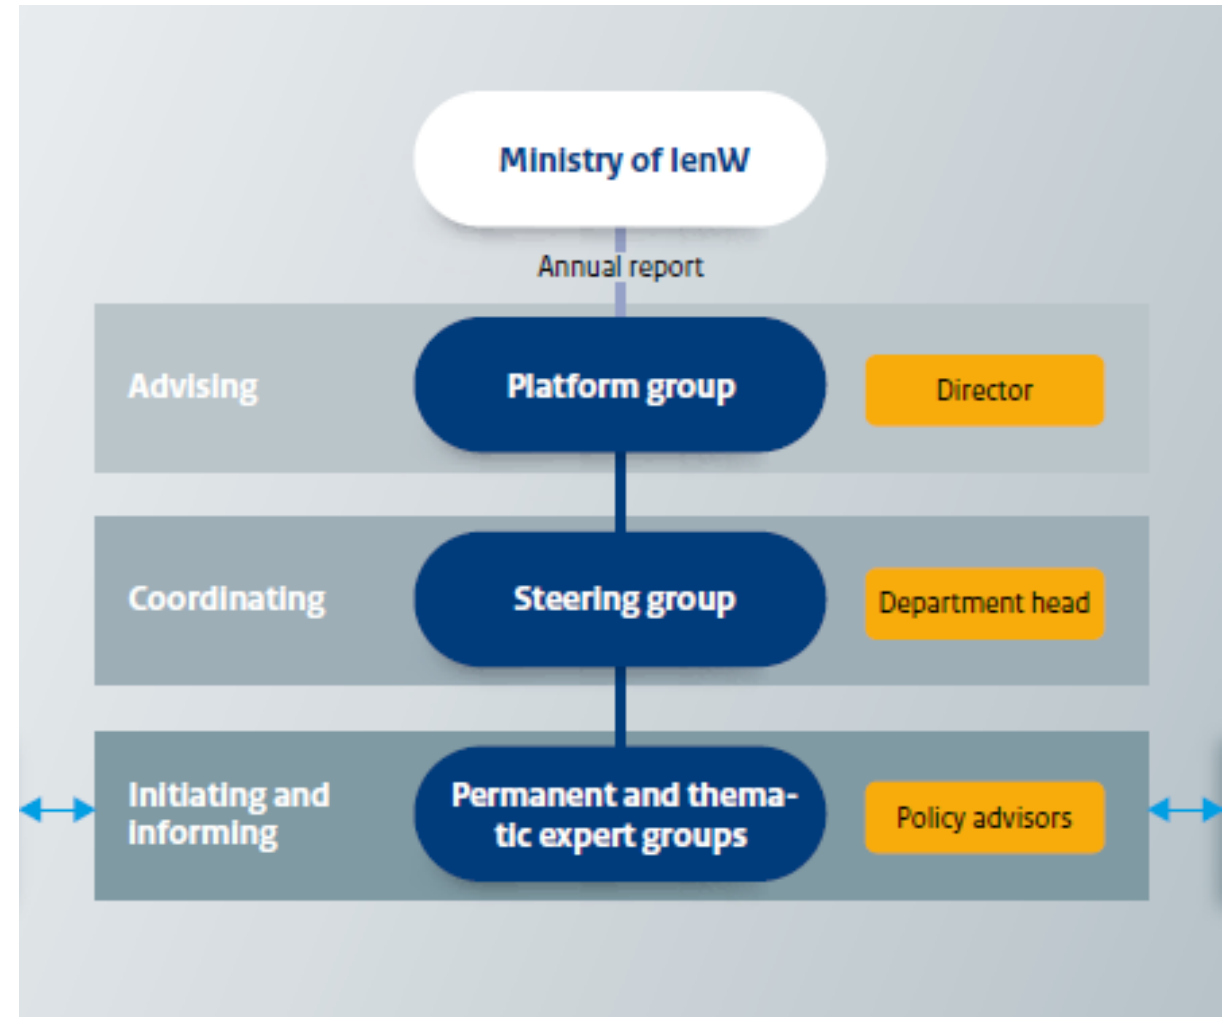 Ministry of IenW
Annual report
Advising
Platform group
Director
Coordinating
Steering group
Department head
Initiating and
informing
Permanent and thema-
tic expert groups
Policy advisors